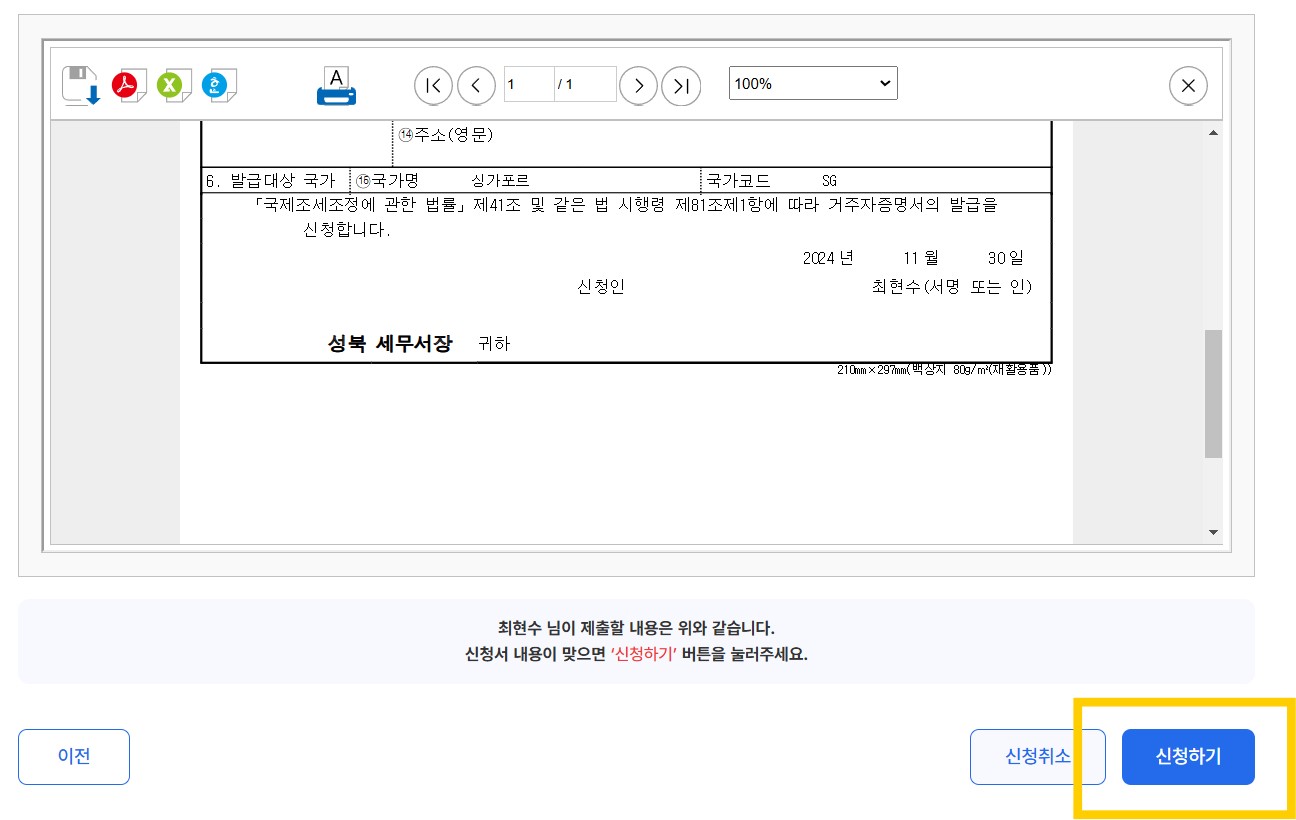 1 / 1 100%
⑭주소(영문)
6. 발급대상 국가 ⑮국가명 싱가포르 국가코드 SG
「국제조세조정에 관한 법률」 제41조 및 같은 법 시행령 제81조제1항에 따라 거주자증명서의 발급을
신청합니다.
2024 년 11 월 30 일
신청인 최현수(서명 또는 인)
성북 세무서장 귀하
210㎜×297㎜(백상지 80g/㎡(재활용품))
최현수 님이 제출할 내용은 위와 같습니다.
신청서 내용이 맞으면 ‘신청하기’ 버튼을 눌러주세요.
이전 신청취소 신청하기